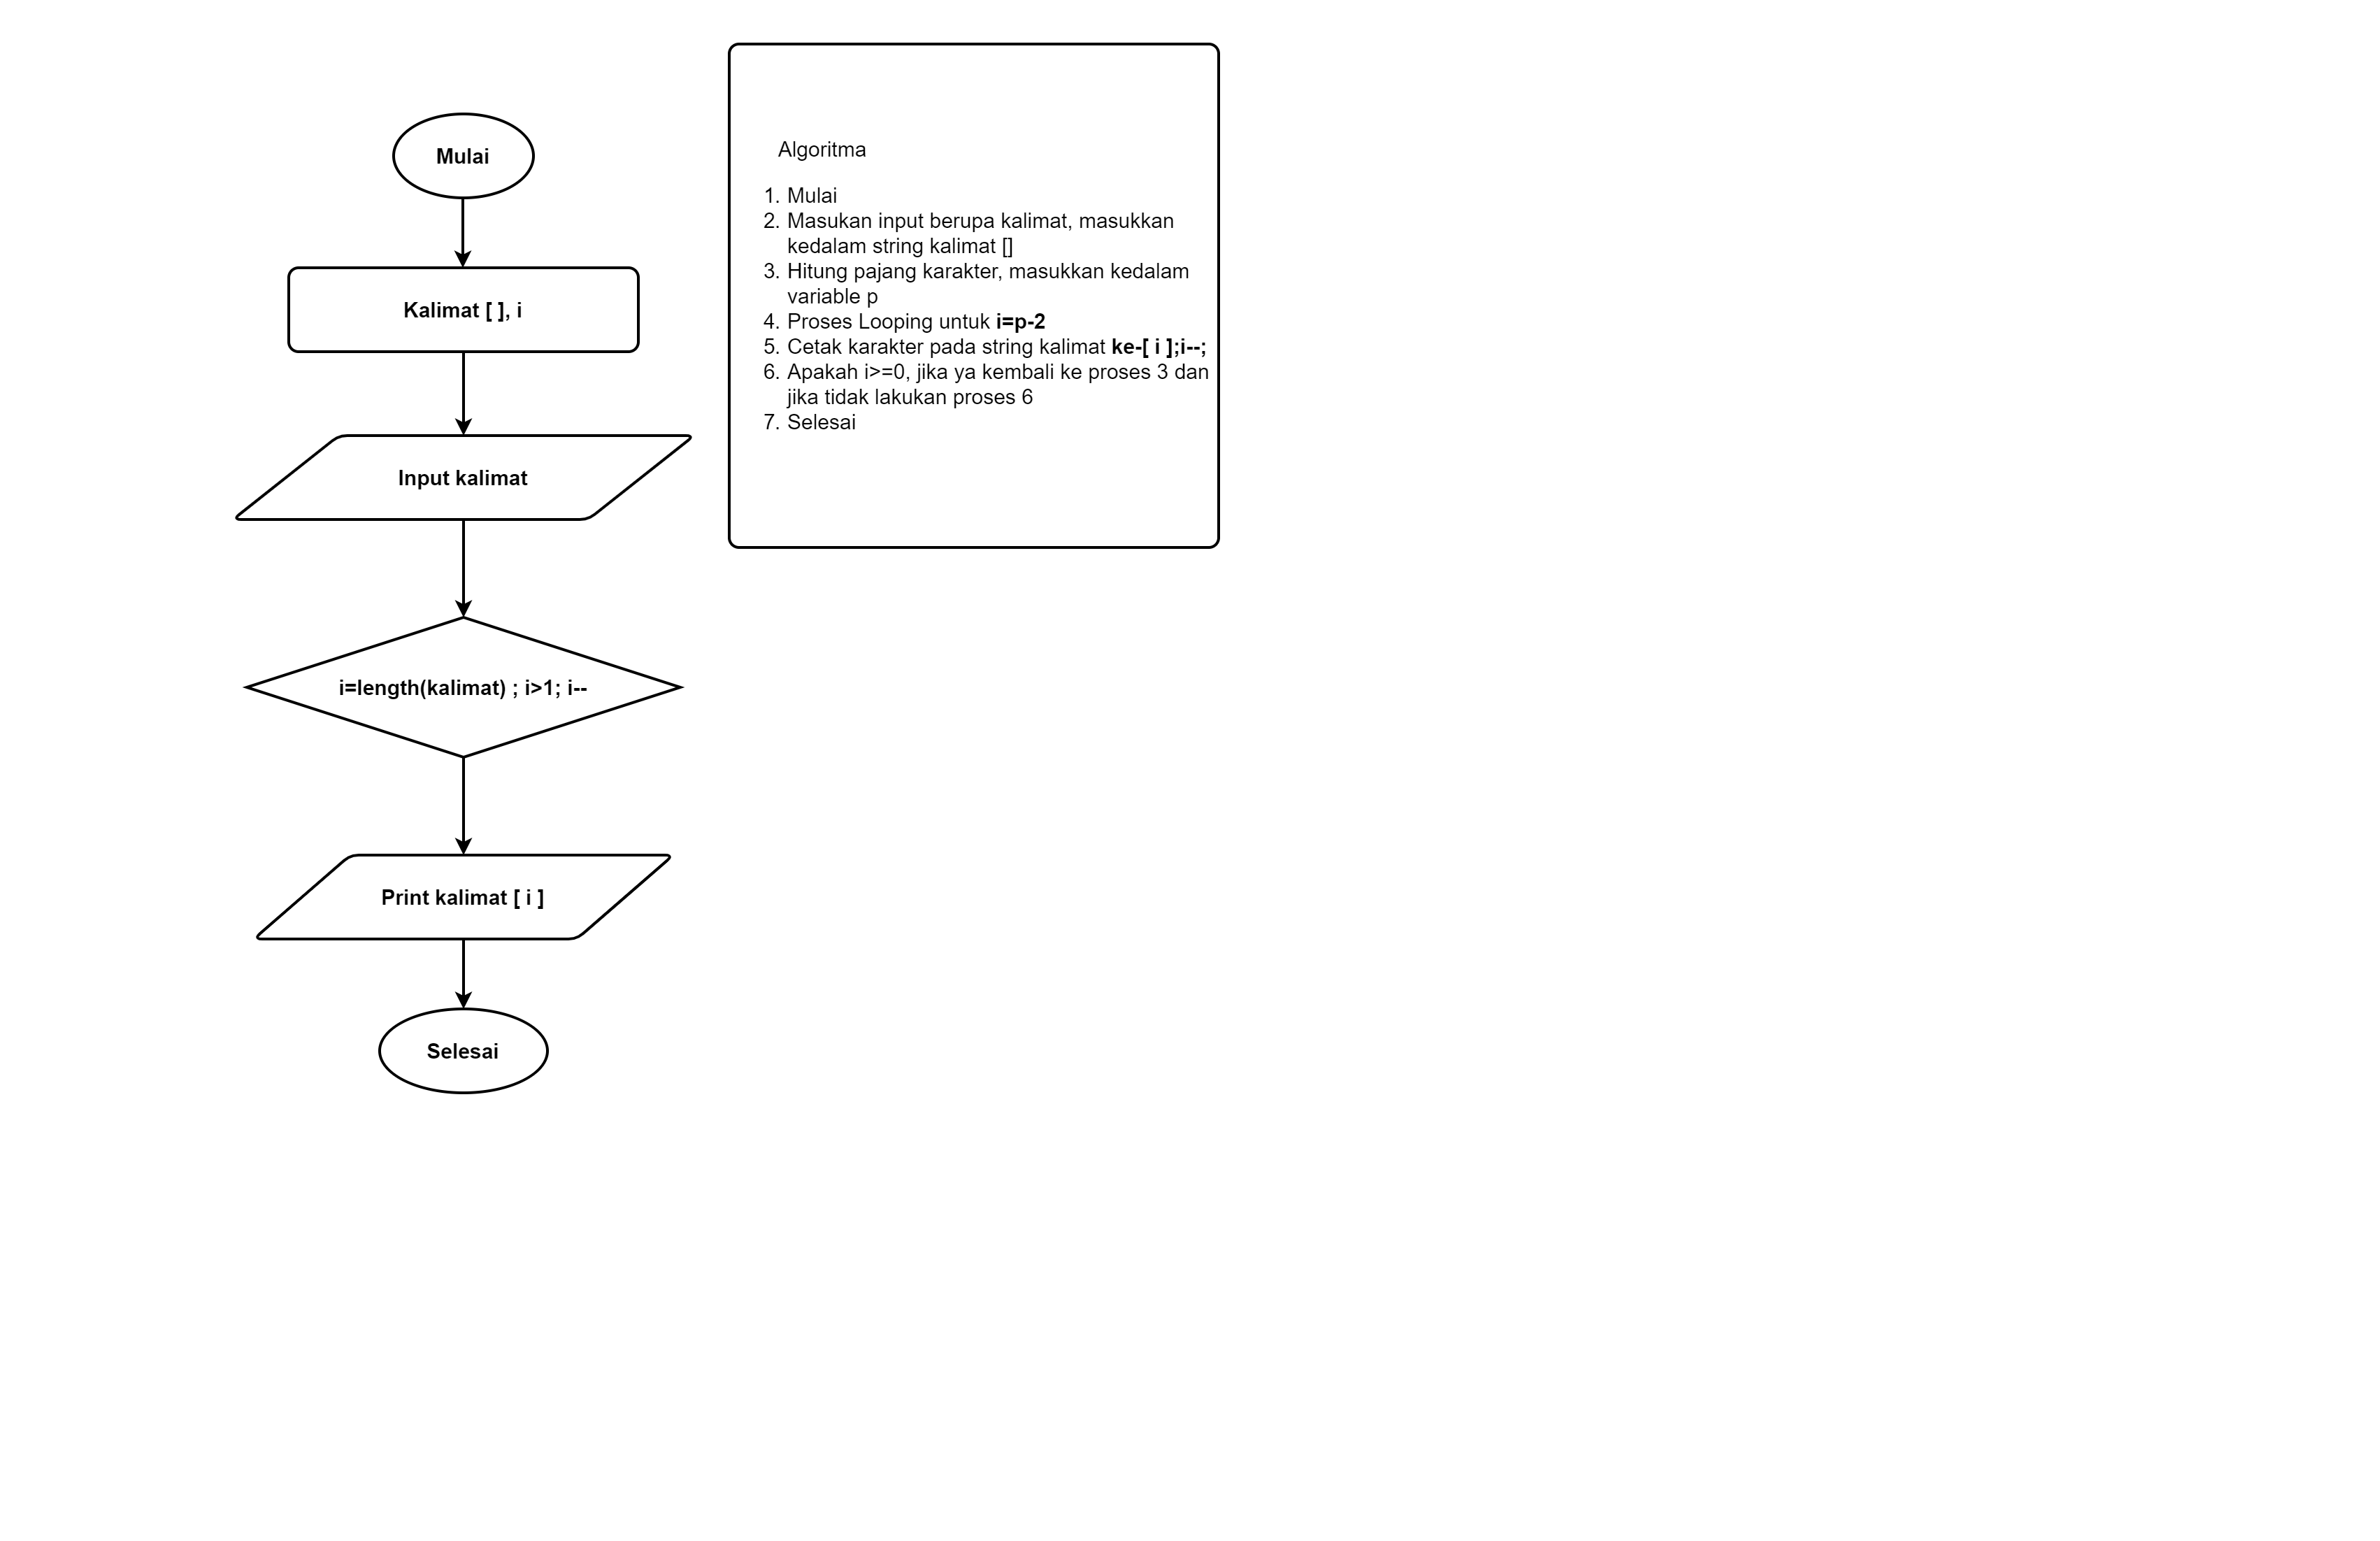 Mulai
Kalimat [ ], i
Input kalimat
i=length(kalimat) ; i>1; i--
Print kalimat [ i ]
Selesai
Algoritma
1. Mulai
2. Masukan input berupa kalimat, masukkan
kedalam string kalimat []
3. Hitung pajang karakter, masukkan kedalam
variable p
4. Proses Looping untuk i=p-2
5. Cetak karakter pada string kalimat ke-[ i ];i--;
6. Apakah i>=0, jika ya kembali ke proses 3 dan
jika tidak lakukan proses 6
7. Selesai